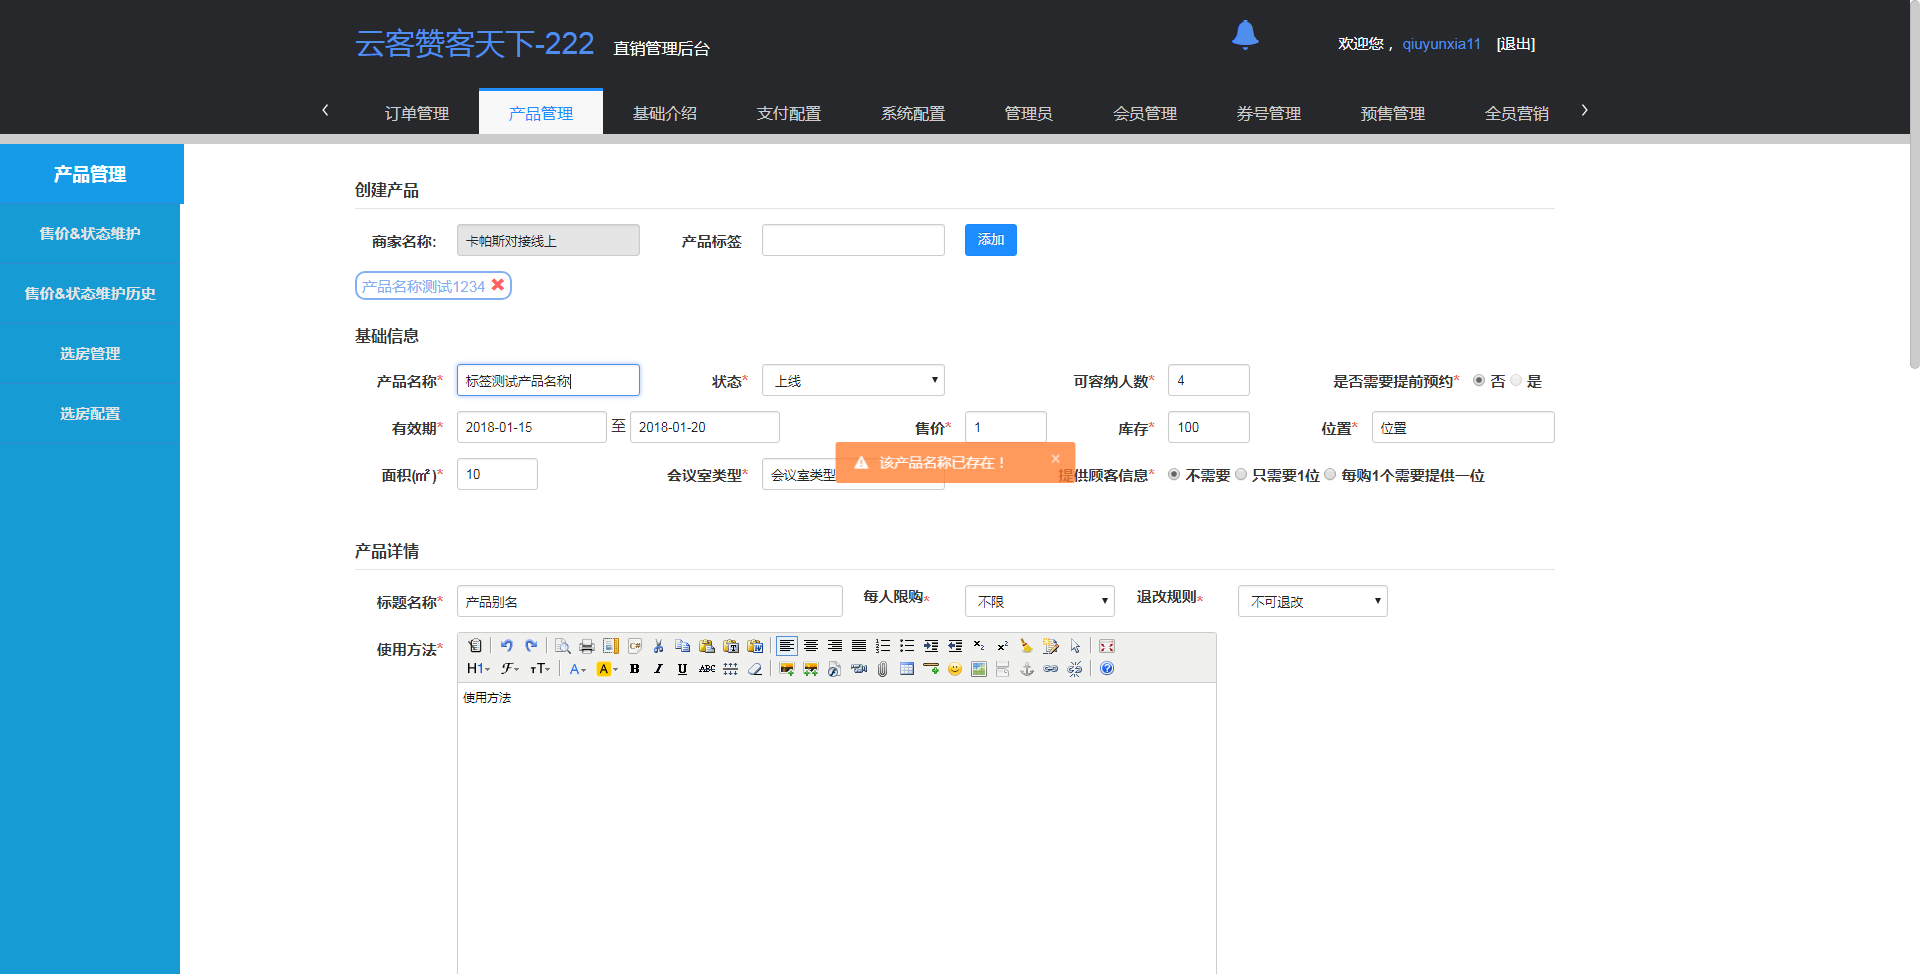 云客赞客天下-222 直销管理后台
欢迎您， qiuyunxia11 [退出]
订单管理 产品管理 基础介绍 支付配置 系统配置 管理员 会员管理 券号管理 预售管理 全员营销
产品管理
售价&状态维护
售价&状态维护历史
选房管理
选房配置
创建产品
商家名称: 卡帕斯对接线上 产品标签 添加
产品名称测试1234
基础信息
产品名称* 标签测试产品名称 状态* 上线 可容纳人数* 4 是否需要提前预约* 否 是
有效期* 2018-01-15 至 2018-01-20 售价* 1 库存* 100 位置* 位置
该产品名称已存在！ ×
面积(㎡)* 10 会议室类型* 会议室类型 提供顾客信息* 不需要 只需要1位 每购1个需要提供一位
产品详情
标题名称* 产品别名 每人限购* 不限 退改规则* 不可退改
使用方法*
使用方法